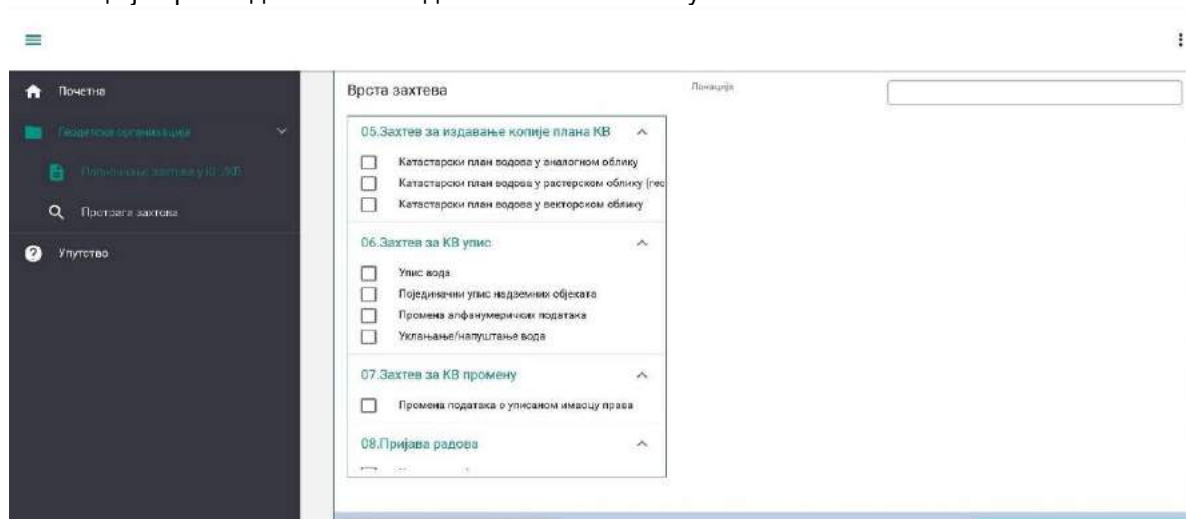 Почетна
Геодетска организација
Упутство
Претрага захтева
Врста захтева
Локација
05.Захтев за издавање копије плана КВ
Катастарски план водова у аналогном облику
Катастарски план водова у растерском облику (гео
Катастарски план водова у векторском облику
06.Захтев за КВ упис
Упис вода
Појединачни упис надземних објеката
Промена алфанумеричких података
Уклањање/напуштање вода
07.Захтев за КВ промену
Промена података о уписаном имаоцу права
08.Пријава радова